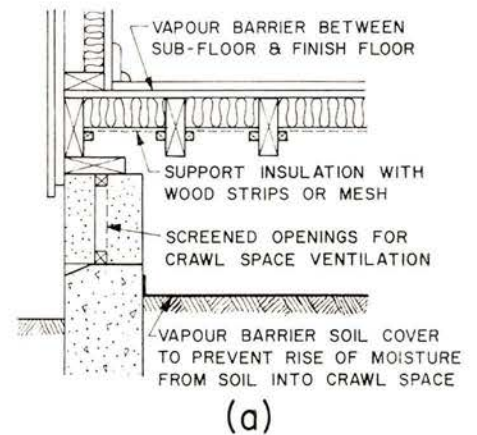 VAPOUR BARRIER BETWEEN
SUB-FLOOR & FINISH FLOOR
SUPPORT INSULATION WITH
WOOD STRIPS OR MESH
SCREENED OPENINGS FOR
CRAWL SPACE VENTILATION
VAPOUR BARRIER SOIL COVER
TO PREVENT RISE OF MOISTURE
FROM SOIL INTO CRAWL SPACE
(a)